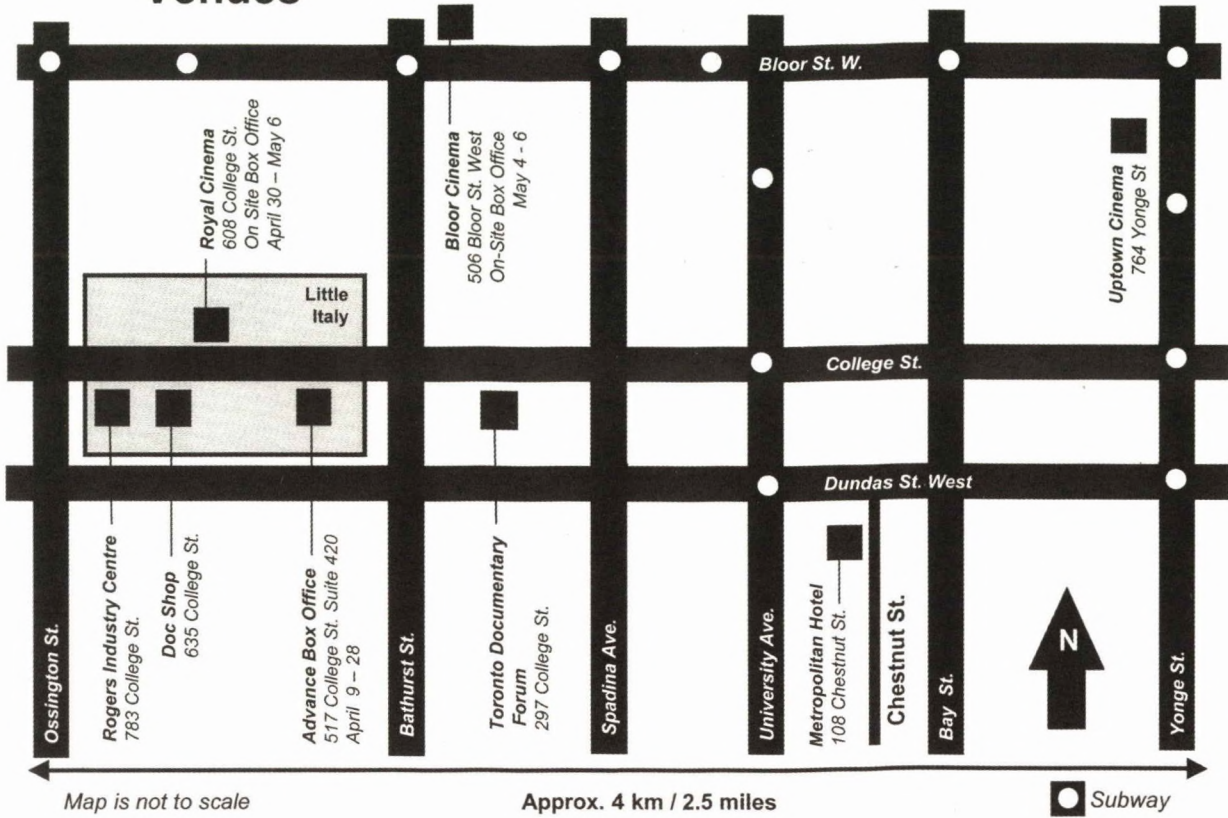 Venues
Bloor St. W.
Royal Cinema
608 College St.
On Site Box Office
April 30 – May 6
Bloor Cinema
506 Bloor St. West
On-Site Box Office
May 4 - 6
Uptown Cinema
764 Yonge St
Little
Italy
College St.
Dundas St. West
Ossington St.
Rogers Industry Centre
783 College St.
Doc Shop
635 College St.
Advance Box Office
517 College St. Suite 420
April 9 – 28
Bathurst St.
Toronto Documentary
Forum
297 College St.
Spadina Ave.
University Ave.
Metropolitan Hotel
108 Chestnut St.
Chestnut St.
Bay St.
N
Yonge St.
Map is not to scale
Approx. 4 km / 2.5 miles
Subway